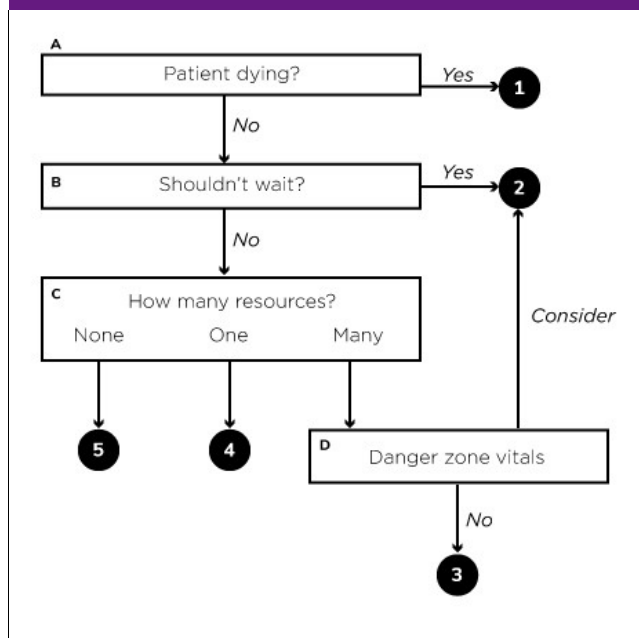 A
Patient dying?
Yes
1
No
B
Shouldn't wait?
Yes
2
No
C
How many resources?
None One Many
Consider
5
4
D
Danger zone vitals
No
3